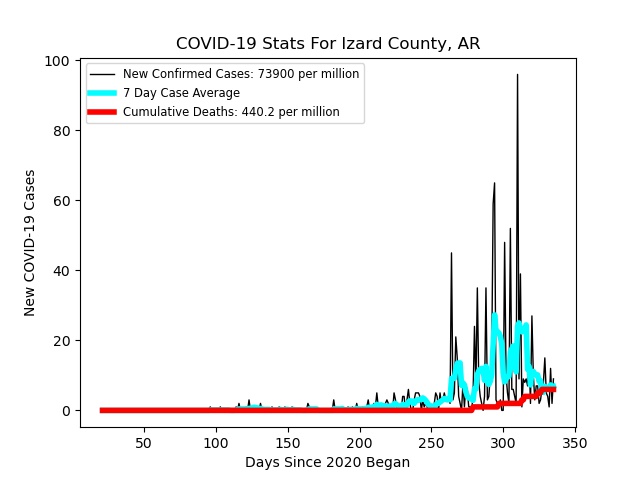 COVID-19 Stats For Izard County, AR
New Confirmed Cases: 73900 per million
7 Day Case Average
Cumulative Deaths: 440.2 per million
New COVID-19 Cases
100
80
60
40
20
0
50 100 150 200 250 300 350
Days Since 2020 Began